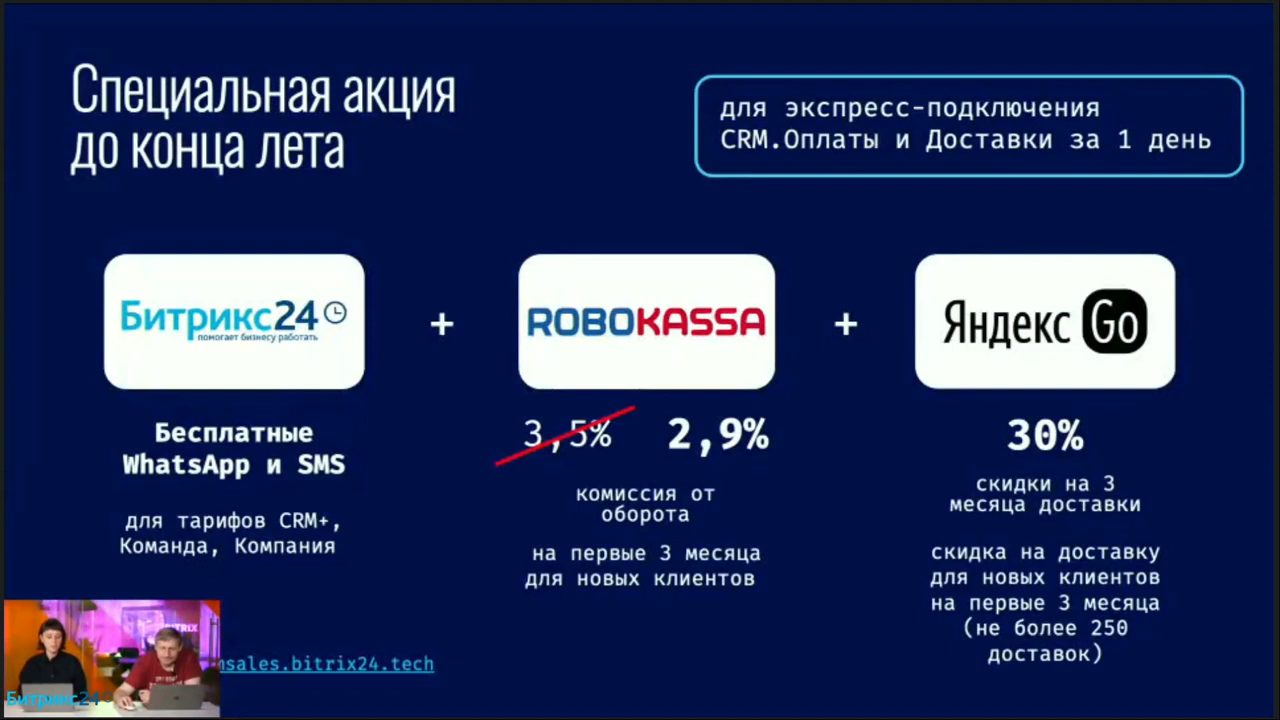 Специальная акция
до конца лета
для экспресс-подключения
CRM.Оплаты и Доставки за 1 день
Битрикс24
помогает бизнесу работать
+
ROBOKASSA
+
Яндекс Go
Бесплатные
WhatsApp и SMS
для тарифов CRM+,
Команда, Компания
3,5% 2,9%
комиссия от
оборота
на первые 3 месяца
для новых клиентов
30%
скидки на 3
месяца доставки
скидка на доставку
для новых клиентов
на первые 3 месяца
(не более 250
доставок)
sales.bitrix24.tech
Битрикс24